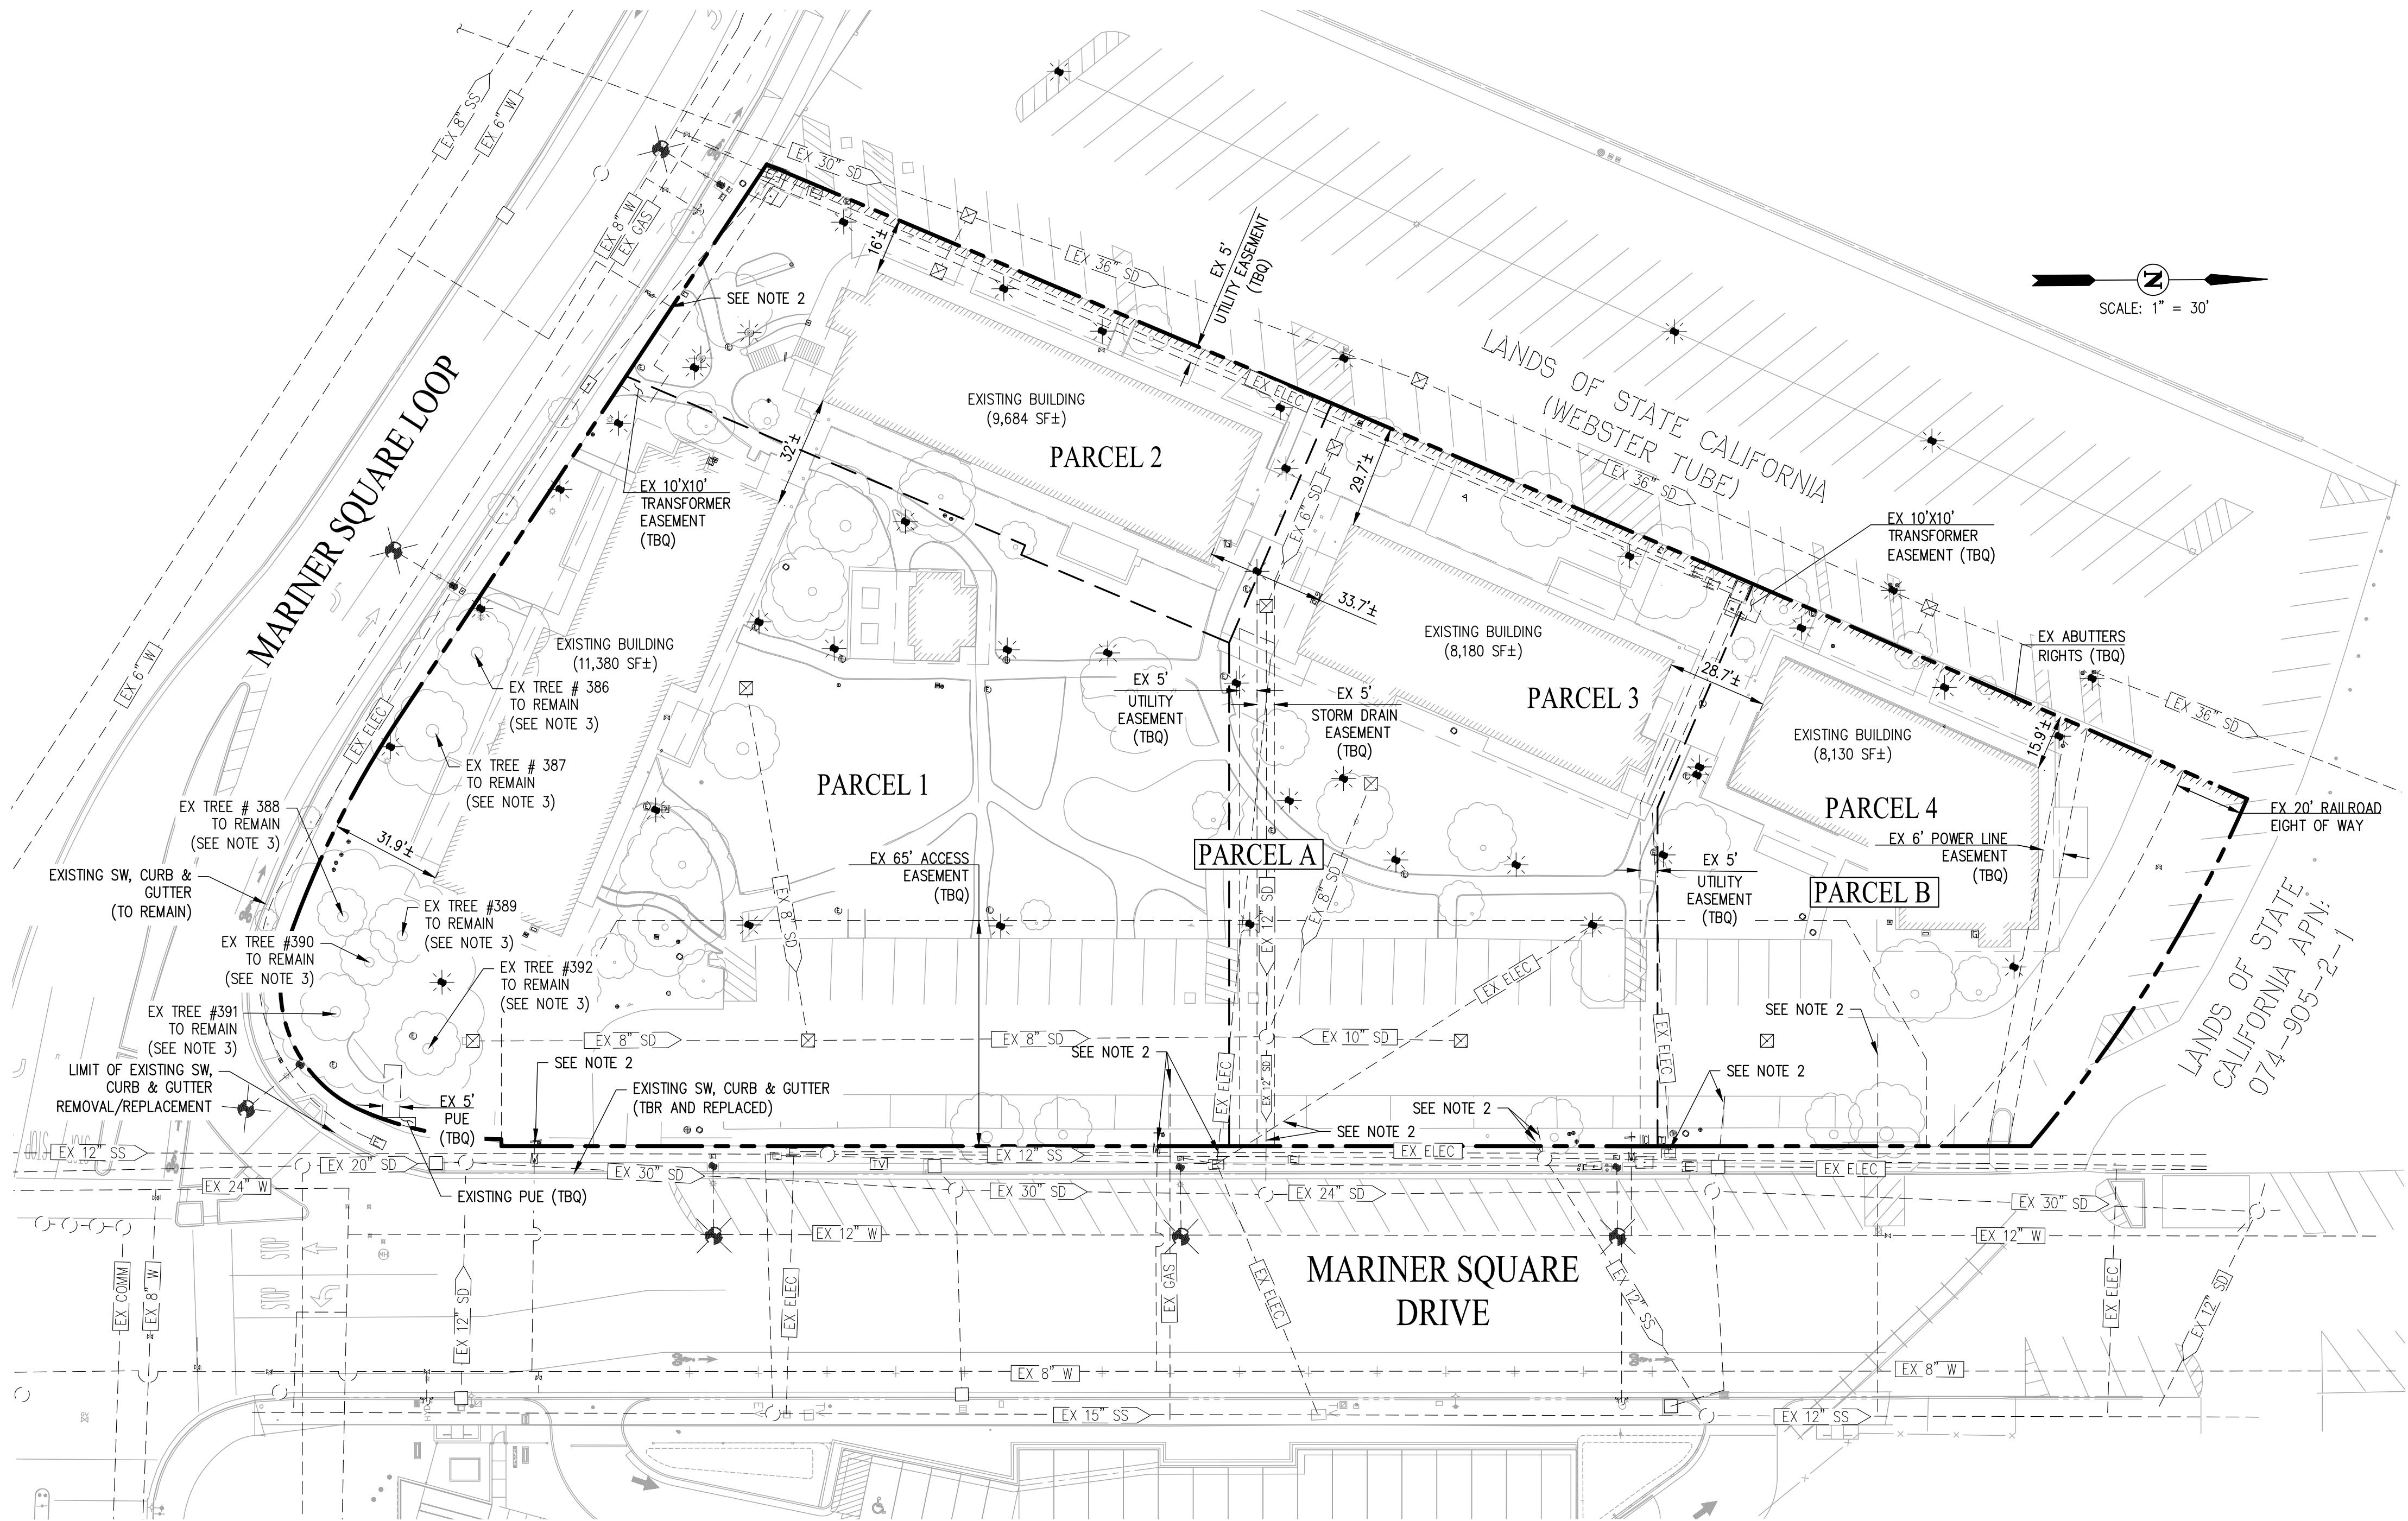 EX 8" SS
EX 6" W
EX 30" SD
EX 8" W
EX GAS
16'±
EX 36" SD
EX 5'
UTILITY EASEMENT
(TBQ)
SEE NOTE 2
N
SCALE: 1" = 30'
LANDS OF STATE CALIFORNIA
(WEBSTER TUBE)
MARINER SQUARE LOOP
EXISTING BUILDING
(9,684 SF±)
PARCEL 2
EX ELEC
32'±
EX 10'X10'
TRANSFORMER
EASEMENT
(TBQ)
EX 6" SD
29.7'±
EX 36" SD
EX 10'X10'
TRANSFORMER
EASEMENT (TBQ)
33.7'±
EX 6" W
EXISTING BUILDING
(11,380 SF±)
EXISTING BUILDING
(8,180 SF±)
PARCEL 3
28.7'±
EX ABUTTERS
RIGHTS (TBQ)
EX 36" SD
EX TREE # 386
TO REMAIN
(SEE NOTE 3)
EX 5'
UTILITY
EASEMENT
(TBQ)
EX 5'
STORM DRAIN
EASEMENT
(TBQ)
EX ELEC
EXISTING BUILDING
(8,130 SF±)
15.9'±
EX TREE # 387
TO REMAIN
(SEE NOTE 3)
PARCEL 1
PARCEL 4
EX 20' RAILROAD
EIGHT OF WAY
EX TREE # 388
TO REMAIN
(SEE NOTE 3)
31.9'±
EX 6' POWER LINE
EASEMENT
(TBQ)
PARCEL A
EX 65' ACCESS
EASEMENT
(TBQ)
EX 5'
UTILITY
EASEMENT
(TBQ)
PARCEL B
EXISTING SW, CURB &
GUTTER
(TO REMAIN)
EX 8" SD
EX 12" SD
EX 8" SD
EX TREE #389
TO REMAIN
(SEE NOTE 3)
EX TREE #390
TO REMAIN
(SEE NOTE 3)
EX TREE #392
TO REMAIN
(SEE NOTE 3)
EX ELEC
LANDS OF STATE
CALIFORNIA APN:
074-905-2-1
EX TREE #391
TO REMAIN
(SEE NOTE 3)
SEE NOTE 2
EX 8" SD
EX 8" SD
EX 10" SD
EX ELEC
SEE NOTE 2
SEE NOTE 2
SEE NOTE 2
LIMIT OF EXISTING SW,
CURB & GUTTER
REMOVAL/REPLACEMENT
EXISTING SW, CURB & GUTTER
(TBR AND REPLACED)
EX ELEC
EX 12" SD
EX 5'
PUE
(TBQ)
SEE NOTE 2
SEE NOTE 2
EX 12" SS
EX 12" SS
EX ELEC
EX 20" SD
TV
EX ELEC
EX 30" SD
EX 24" W
EXISTING PUE (TBQ)
EX 30" SD
EX 24" SD
EX 30" SD
EX 12" W
EX 12" W
STOP
STOP
STOP
MARINER SQUARE
DRIVE
EX COMM
EX 8" W
EX 12" SD
EX ELEC
EX GAS
EX ELEC
EX 12" SS
EX ELEC
EX 12" SD
EX 8" W
EX 8" W
EX 15" SS
EX 12" SS